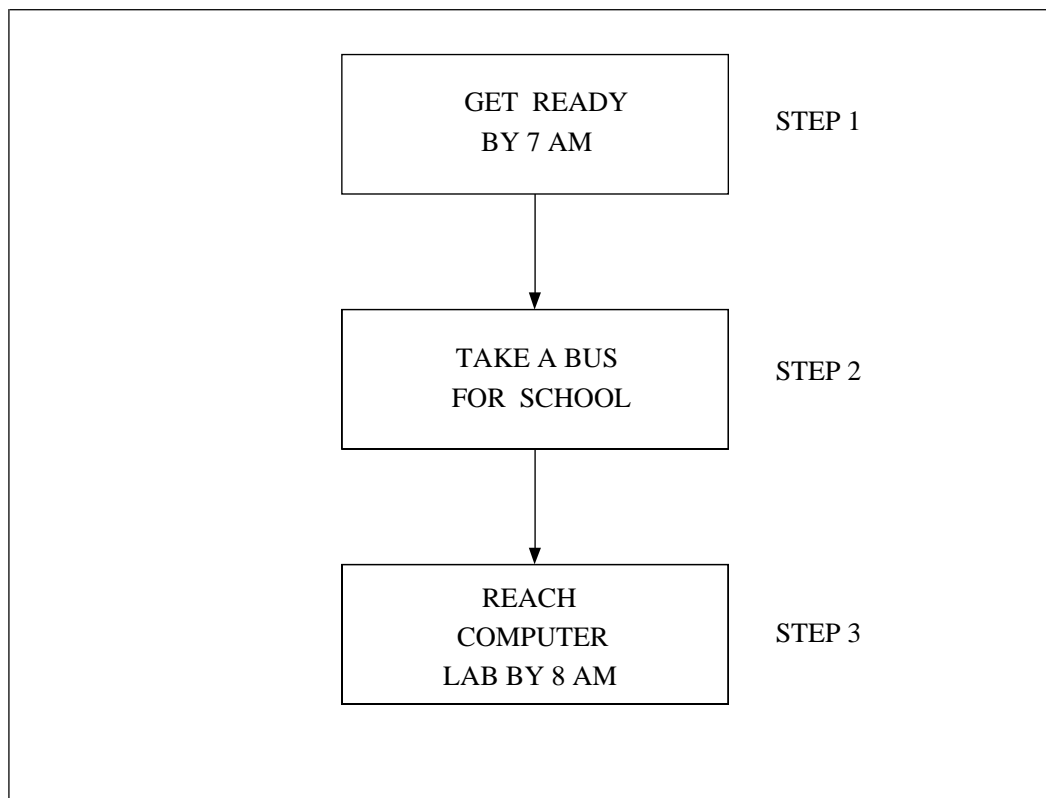 GET READY
BY 7 AM
STEP 1
TAKE A BUS
FOR SCHOOL
STEP 2
REACH
COMPUTER
LAB BY 8 AM
STEP 3